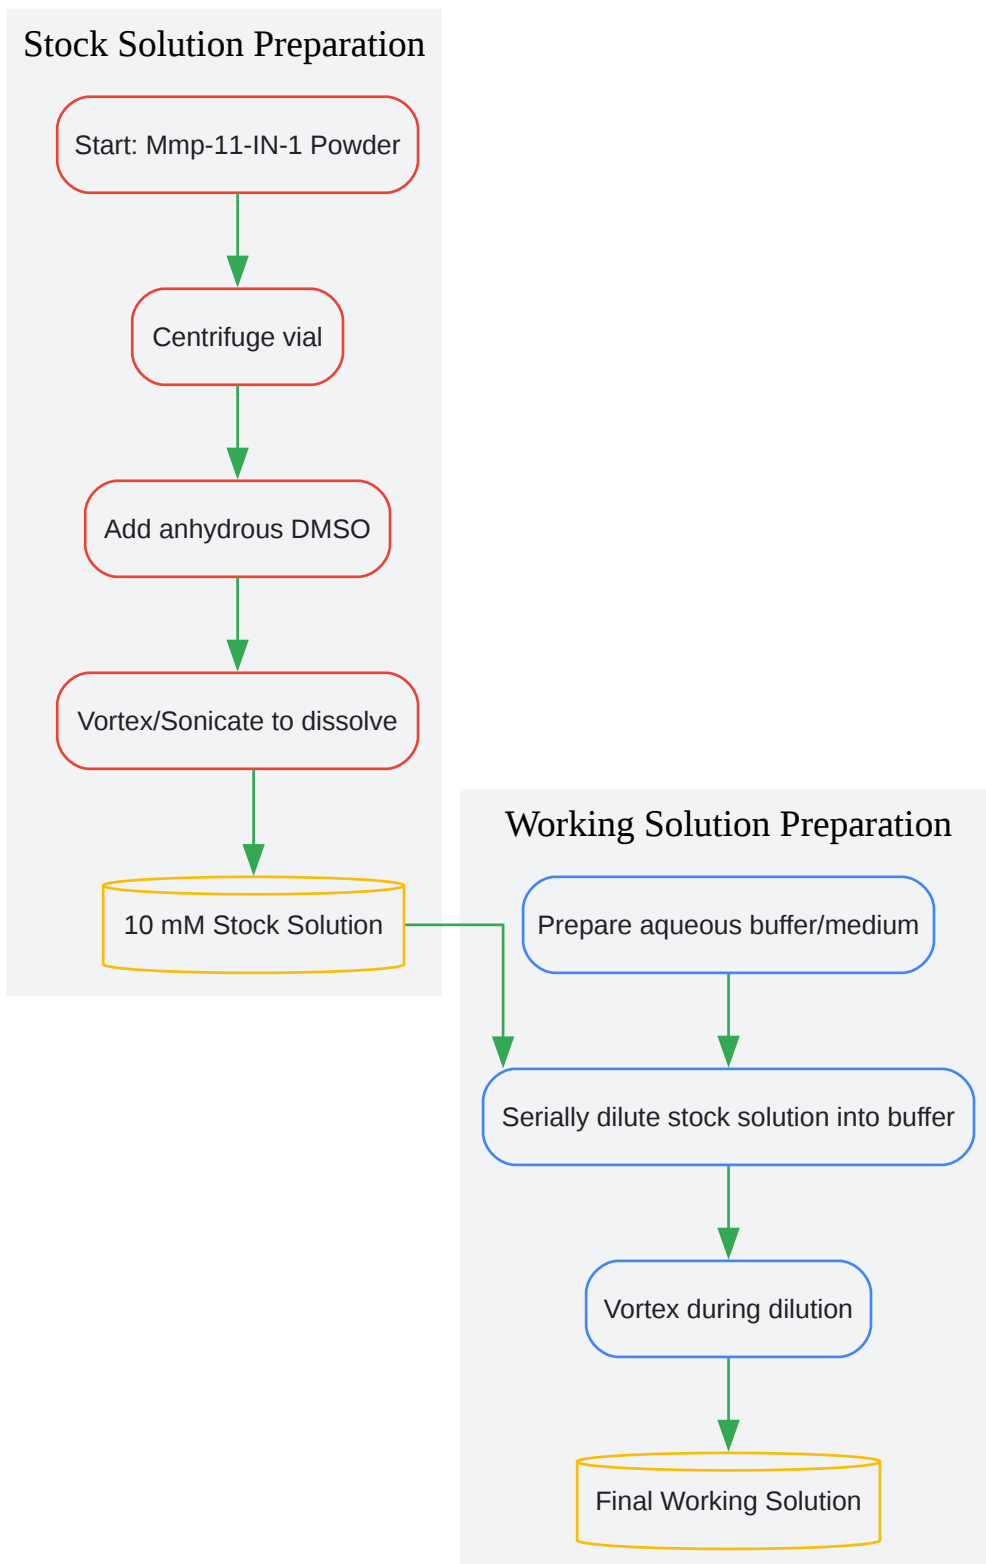 Stock Solution Preparation
Start: Mmp-11-IN-1 Powder
Centrifuge vial
Add anhydrous DMSO
Vortex/Sonicate to dissolve
10 mM Stock Solution
Working Solution Preparation
Prepare aqueous buffer/medium
Serially dilute stock solution into buffer
Vortex during dilution
Final Working Solution